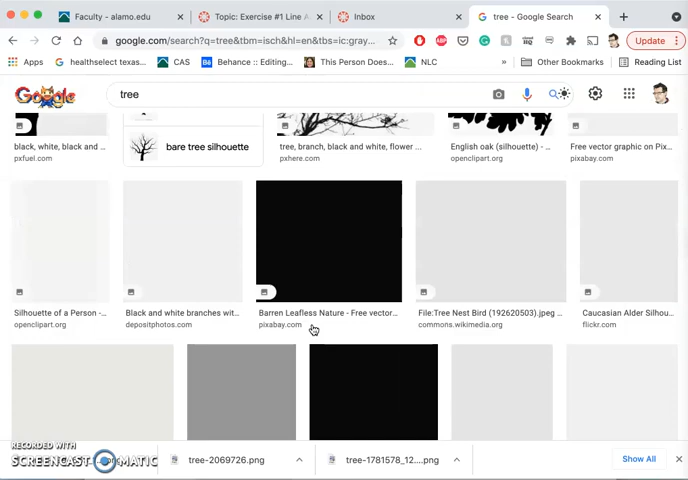 Faculty - alamo.edu
Topic: Exercise #1 Line A
Inbox
tree - Google Search
google.com/search?q=tree&tbm=isch&hl=en&tbs=ic:gray...
Update
Apps
healthselect texas...
CAS
Behance :: Editing...
This Person Does...
NLC
»
Other Bookmarks
Reading List
Google
tree
bare tree silhouette
black, white, black and ...
tree, branch, black and white, flower ...
English oak (silhouette) - ...
Free vector graphic on Pix...
pxfuel.com
pxhere.com
openclipart.org
pixabay.com
Silhouette of a Person -...
Black and white branches wit...
Barren Leafless Nature - Free vector...
File:Tree Nest Bird (192620503).jpeg ...
Caucasian Alder Silhou...
openclipart.org
depositphotos.com
pixabay.com
commons.wikimedia.org
flickr.com
RECORDED WITH
SCREENCAST-O-MATIC
tree-2069726.png
tree-1781578_12....png
Show All